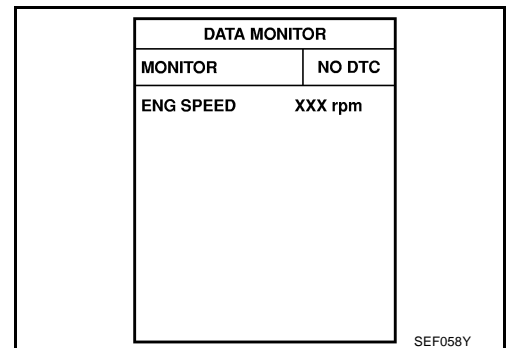 DATA MONITOR
MONITOR NO DTC
ENG SPEED XXX rpm
SEF058Y